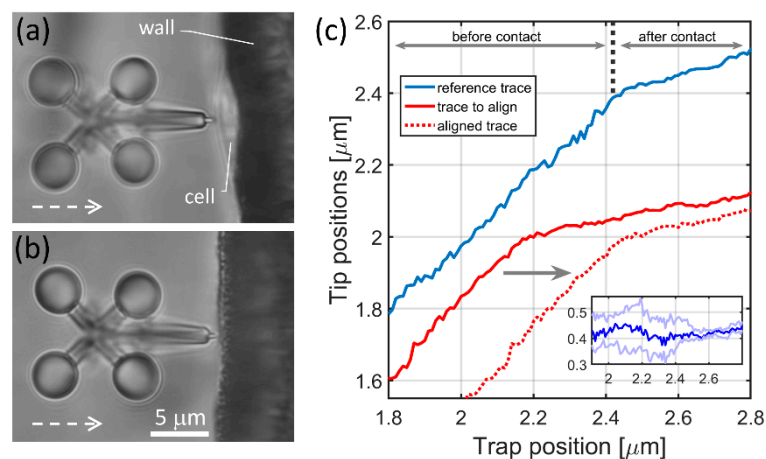 (a)
wall
cell
(b)
5 μm
(c)
before contact
after contact
reference trace
trace to align
aligned trace
Tip positions [μm]
2.6
2.4
2.2
2
1.8
1.6
0.5
0.4
0.3
2 2.2 2.4 2.6
1.8 2 2.2 2.4 2.6 2.8
Trap position [μm]